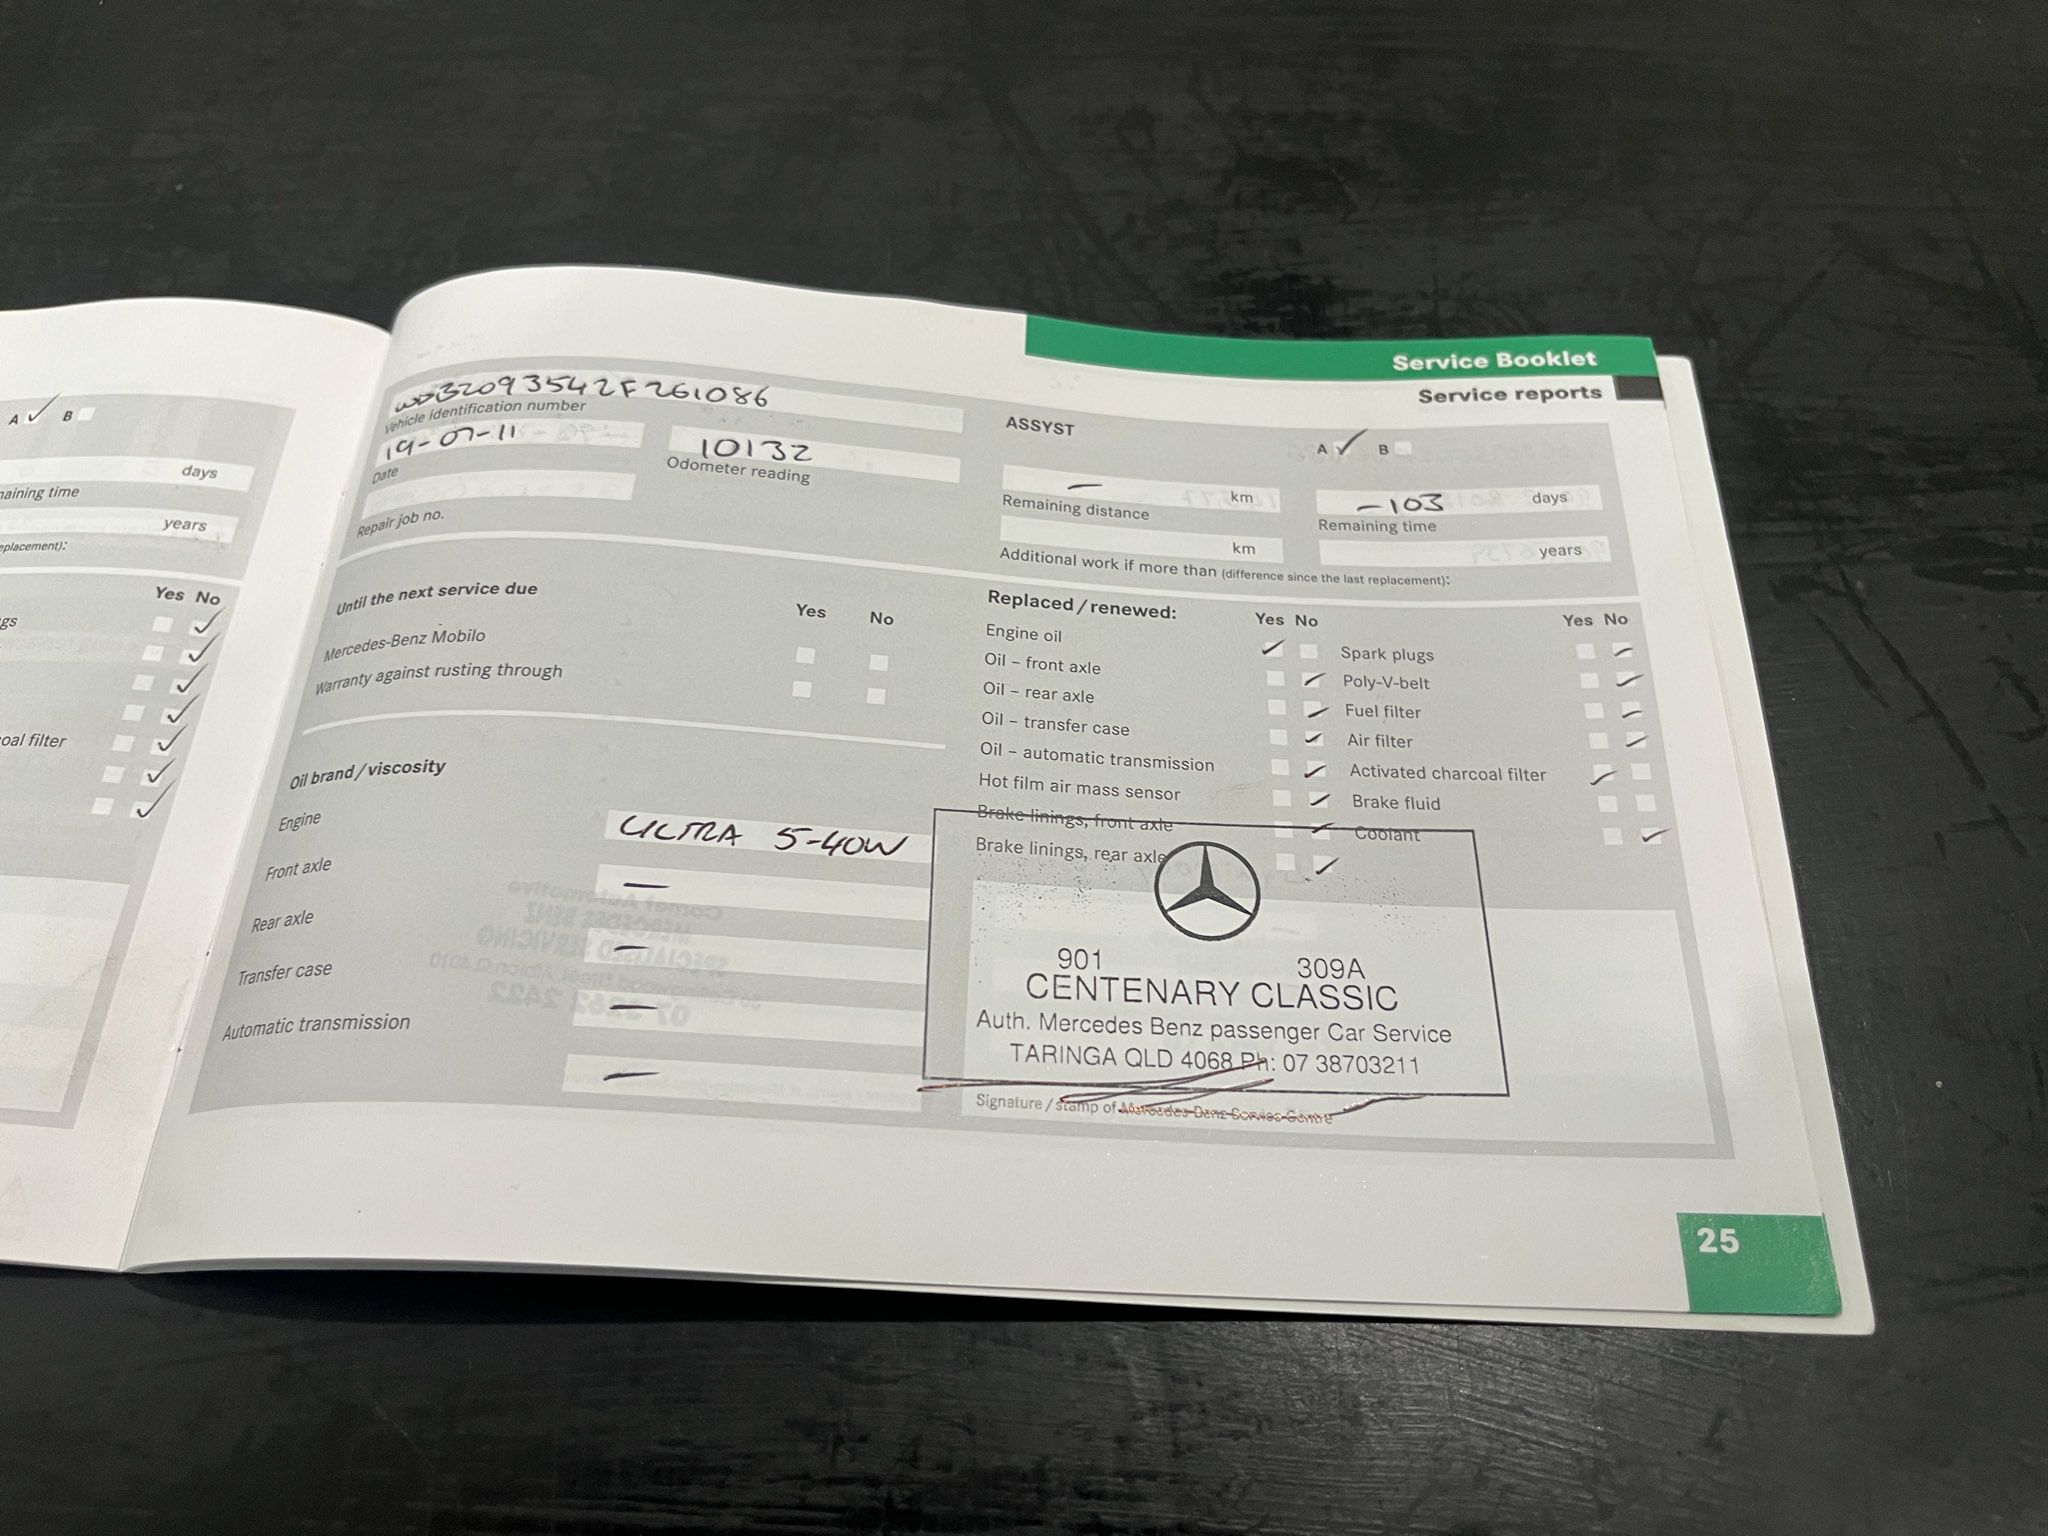 A B
days
aining time
years
eplacement):
Yes No
gs
oal filter
Service Booklet
Service reports
WDB2093542F261086
Vehicle identification number
19-07-11
Date
10132
Odometer reading
Repair job no.
ASSYST
A B
– km
Remaining distance
-103 days
Remaining time
km
years
Additional work if more than (difference since the last replacement):
Until the next service due
Yes No
Mercedes-Benz Mobilo
Warranty against rusting through
Oil brand/viscosity
Engine
ULTRA 5-40W
Front axle
–
Rear axle
–
Transfer case
–
Automatic transmission
–
Replaced/renewed:
Yes No
Engine oil
Oil – front axle
Oil – rear axle
Oil – transfer case
Oil – automatic transmission
Hot film air mass sensor
Brake linings, front axle
Brake linings, rear axle
Yes No
Spark plugs
Poly-V-belt
Fuel filter
Air filter
Activated charcoal filter
Brake fluid
Coolant
901 309A
CENTENARY CLASSIC
Auth. Mercedes Benz passenger Car Service
TARINGA QLD 4068 Ph: 07 38703211
Signature/stamp of Mercedes-Benz Service Centre
25